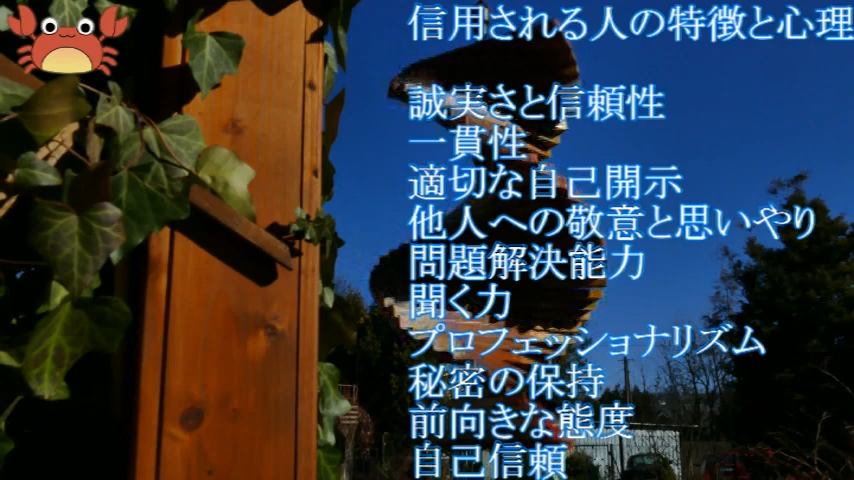 信用される人の特徴と心理
誠実さと信頼性
一貫性
適切な自己開示
他人への敬意と思いやり
問題解決能力
聞く力
プロフェッショナリズム
秘密の保持
前向きな態度
自己信頼